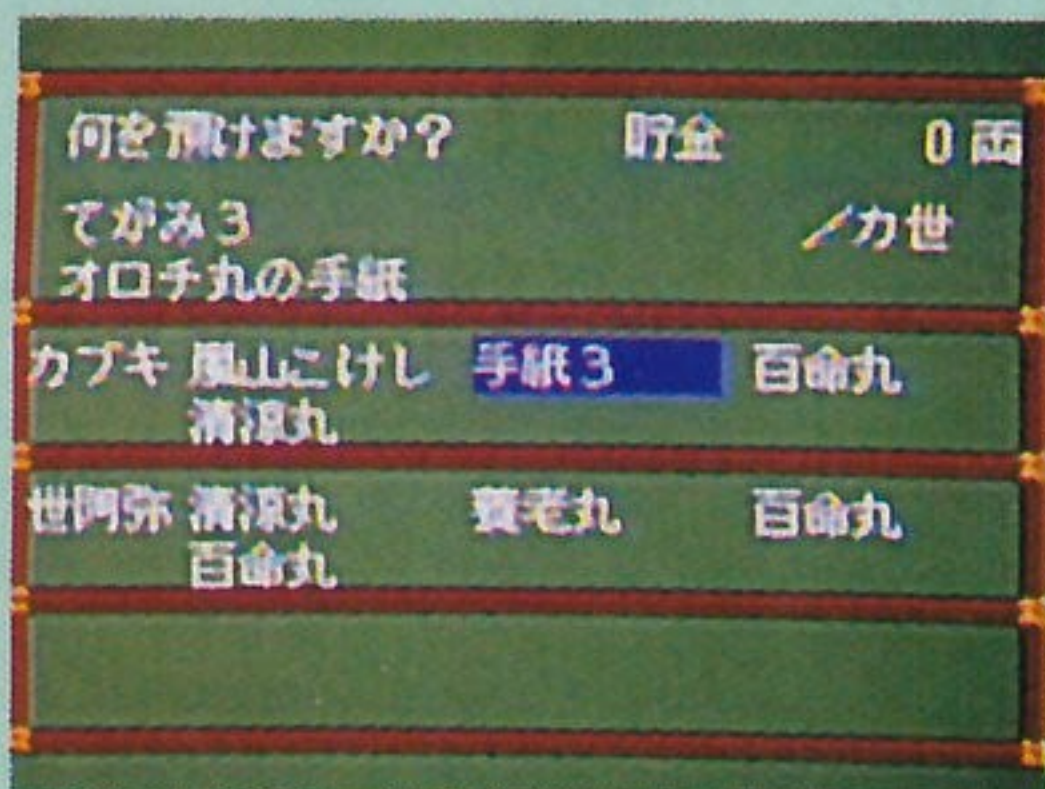 何を預けますか? 貯金 0両
てがみ3 カ世
オロチ丸の手紙
カブキ 嵐山こけし 手紙3 百命丸
清涼丸
世阿弥 清涼丸 養老丸 百命丸
百命丸